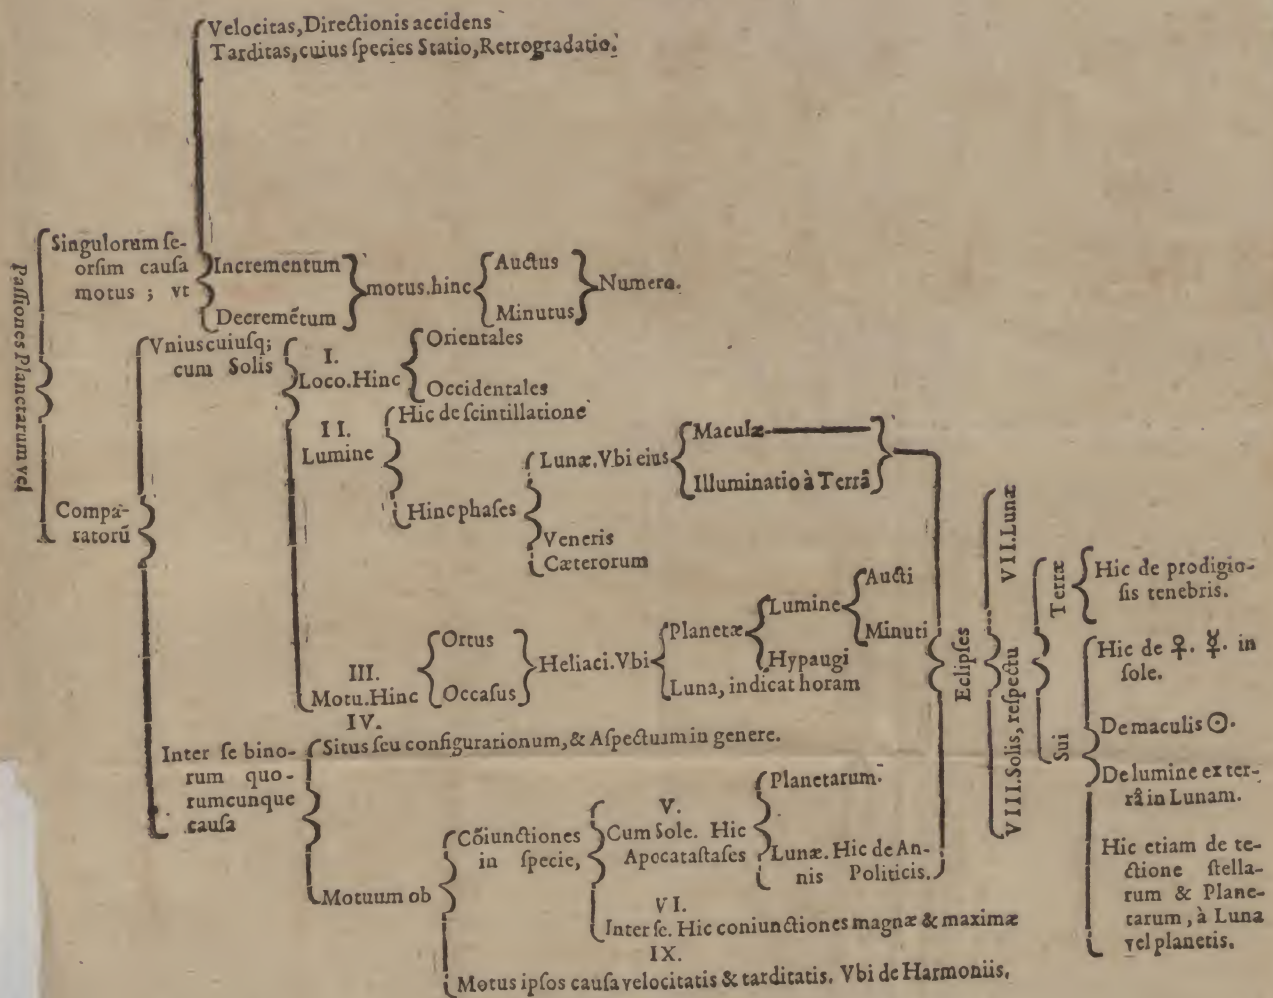 Velocitas, Directionis accidens
Tarditas, cuius ſpecies Statio, Retrogradatio.
Paſſiones Planetarum vel
Singulorum ſe-
orſim cauſa
motus ; vt
Incrementum
Decremẽtum
motus. hinc
Auctus
Minutus
Numero.
Compa-
ratorũ
Vniuscuiuſq;
cum Solis
I.
Loco. Hinc
Orientales
Occidentales
II.
Lumine
Hic de ſcintillatione
Hinc phaſes
Lunæ. Vbi eius
Maculæ
Illuminatio à Terrâ
Veneris
Cæterorum
III.
Motu. Hinc
Ortus
Occaſus
Heliaci. Vbi
Planetæ
Lumine
Aucti
Minuti
Hypaugi
Luna, indicat horam
Inter ſe bino-
rum quo-
rumcunque
cauſa
IV.
Situs ſeu configurationum, & Aſpectuum in genere.
Motuum ob
Cõiunctiones
in ſpecie,
V.
Cum Sole. Hic
Apocataſtaſes
Planetarum.
Lunæ. Hic de An-
nis Politicis.
VI.
Inter ſe. Hic coniunctiones magnæ & maximæ
IX.
Motus ipſos cauſa velocitatis & tarditatis. Vbi de Harmoniis.
Eclipſes
VII. Lunæ
VIII. Solis, reſpectu
Terræ
Hic de prodigio-
ſis tenebris.
Sui
Hic de ♀. ☿. in
ſole.
De maculis ☉.
De lumine ex ter-
râ in Lunam.
Hic etiam de te-
ctione ſtella-
rum & Plane-
tarum, à Luna
vel planetis.